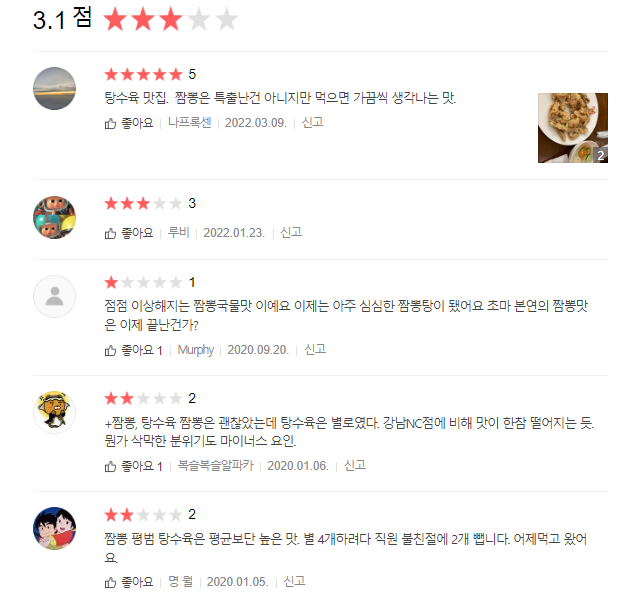 3.1 점
5
탕수육 맛집. 짬뽕은 특출난건 아니지만 먹으면 가끔씩 생각나는 맛.
좋아요 나프록센 2022.03.09. 신고
2
3
좋아요 루비 2022.01.23. 신고
1
점점 이상해지는 짬뽕국물맛 이예요 이제는 아주 심심한 짬뽕탕이 됐어요 초마 본연의 짬뽕맛
은 이제 끝난건가?
좋아요 1 Murphy 2020.09.20. 신고
2
+짬뽕, 탕수육 짬뽕은 괜찮았는데 탕수육은 별로였다. 강남NC점에 비해 맛이 한참 떨어지는 듯.
뭔가 삭막한 분위기도 마이너스 요인.
좋아요 1 복슬복슬알파카 2020.01.06. 신고
2
짬뽕 평범 탕수육은 평균보단 높은 맛. 별 4개하려다 직원 불친절에 2개 뺍니다. 어제먹고 왔어
요.
좋아요 명 월 2020.01.05. 신고